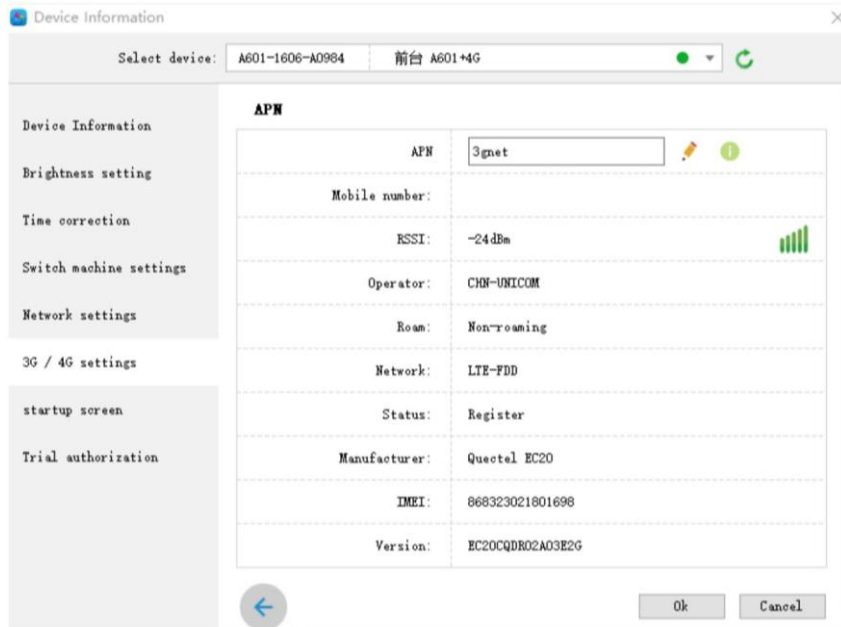 Device Information
Select device: A601-1606-A0984 前台 A601+4G
Device Information
Brightness setting
Time correction
Switch machine settings
Network settings
3G / 4G settings
startup screen
Trial authorization
APN
APN 3gnet
Mobile number:
RSSI: -24dBm
Operator: CHN-UNICOM
Roam: Non-roaming
Network: LTE-FDD
Status: Register
Manufacturer: Quectel EC20
IMEI: 868323021801698
Version: EC20CQDR02A03E2G
Ok Cancel